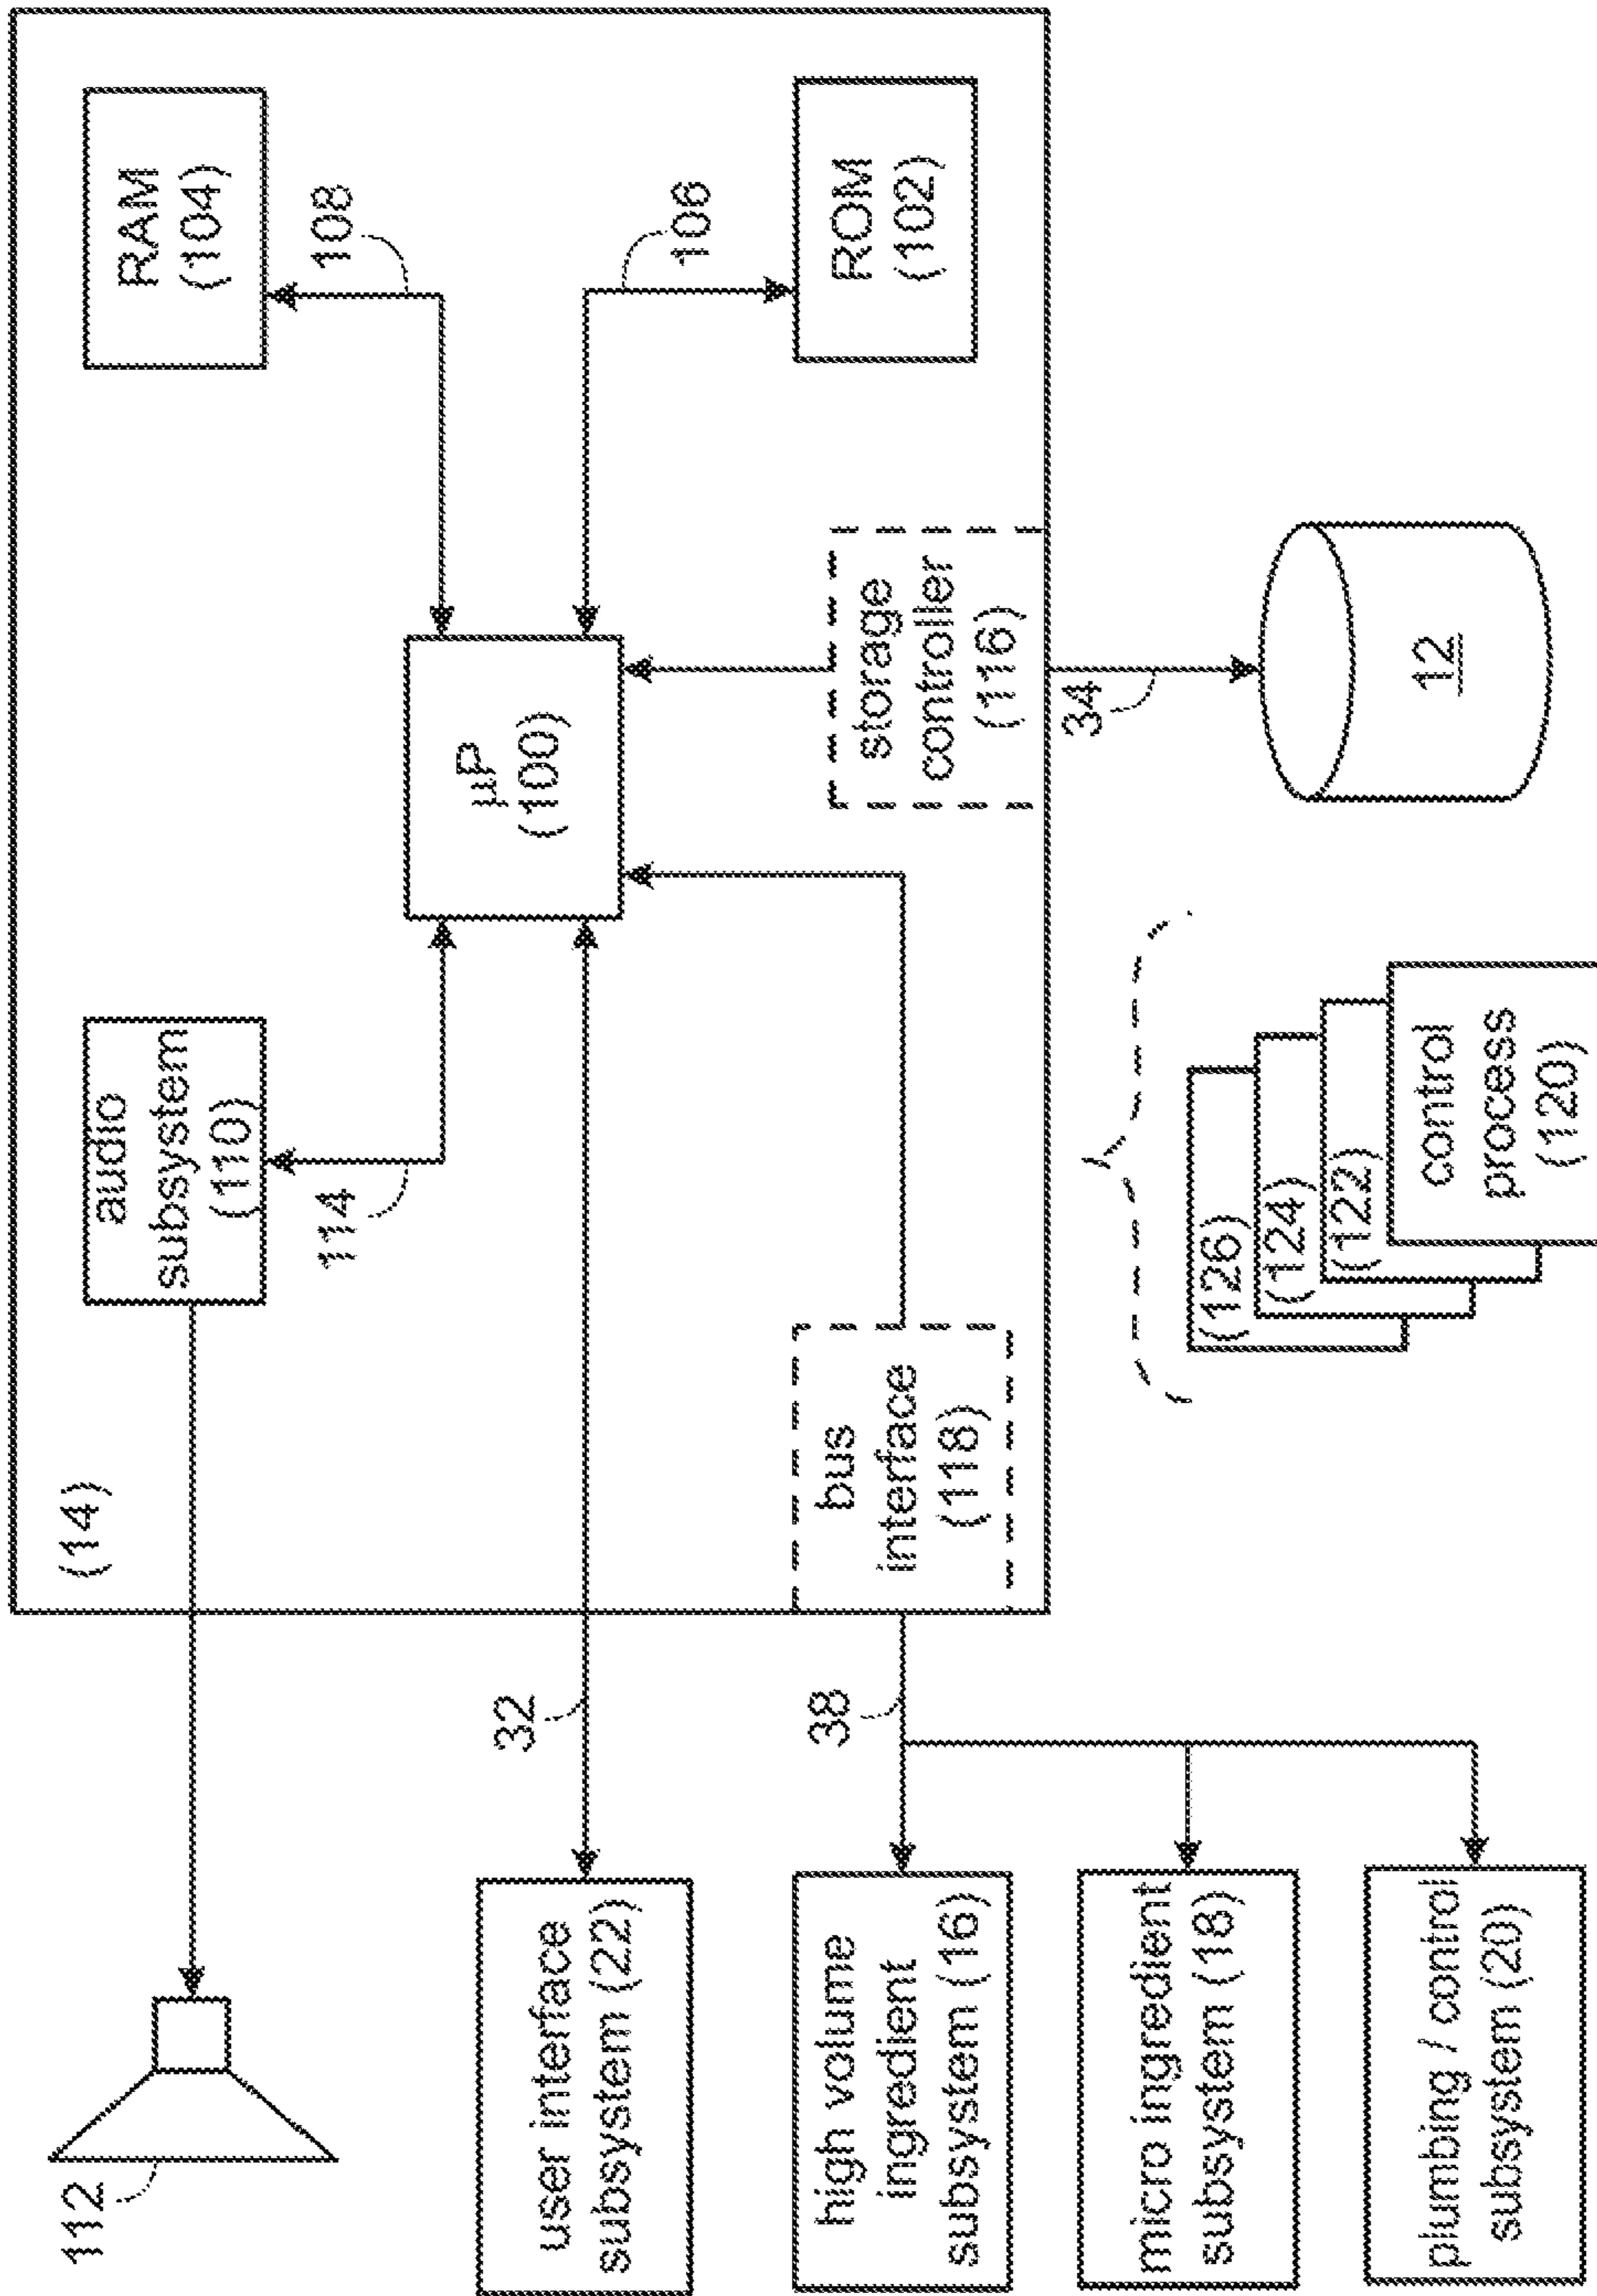 112
(14)
audio
subsystem
(110)
114
RAM
(104)
108
µP
(100)
106
ROM
(102)
32
user interface
subsystem (22)
38
high volume
ingredient
subsystem (16)
bus
interface
(118)
storage
controller
(116)
34
12
micro ingredient
subsystem (18)
plumbing / control
subsystem (20)
(126)
(124)
(122)
control
process
(120)